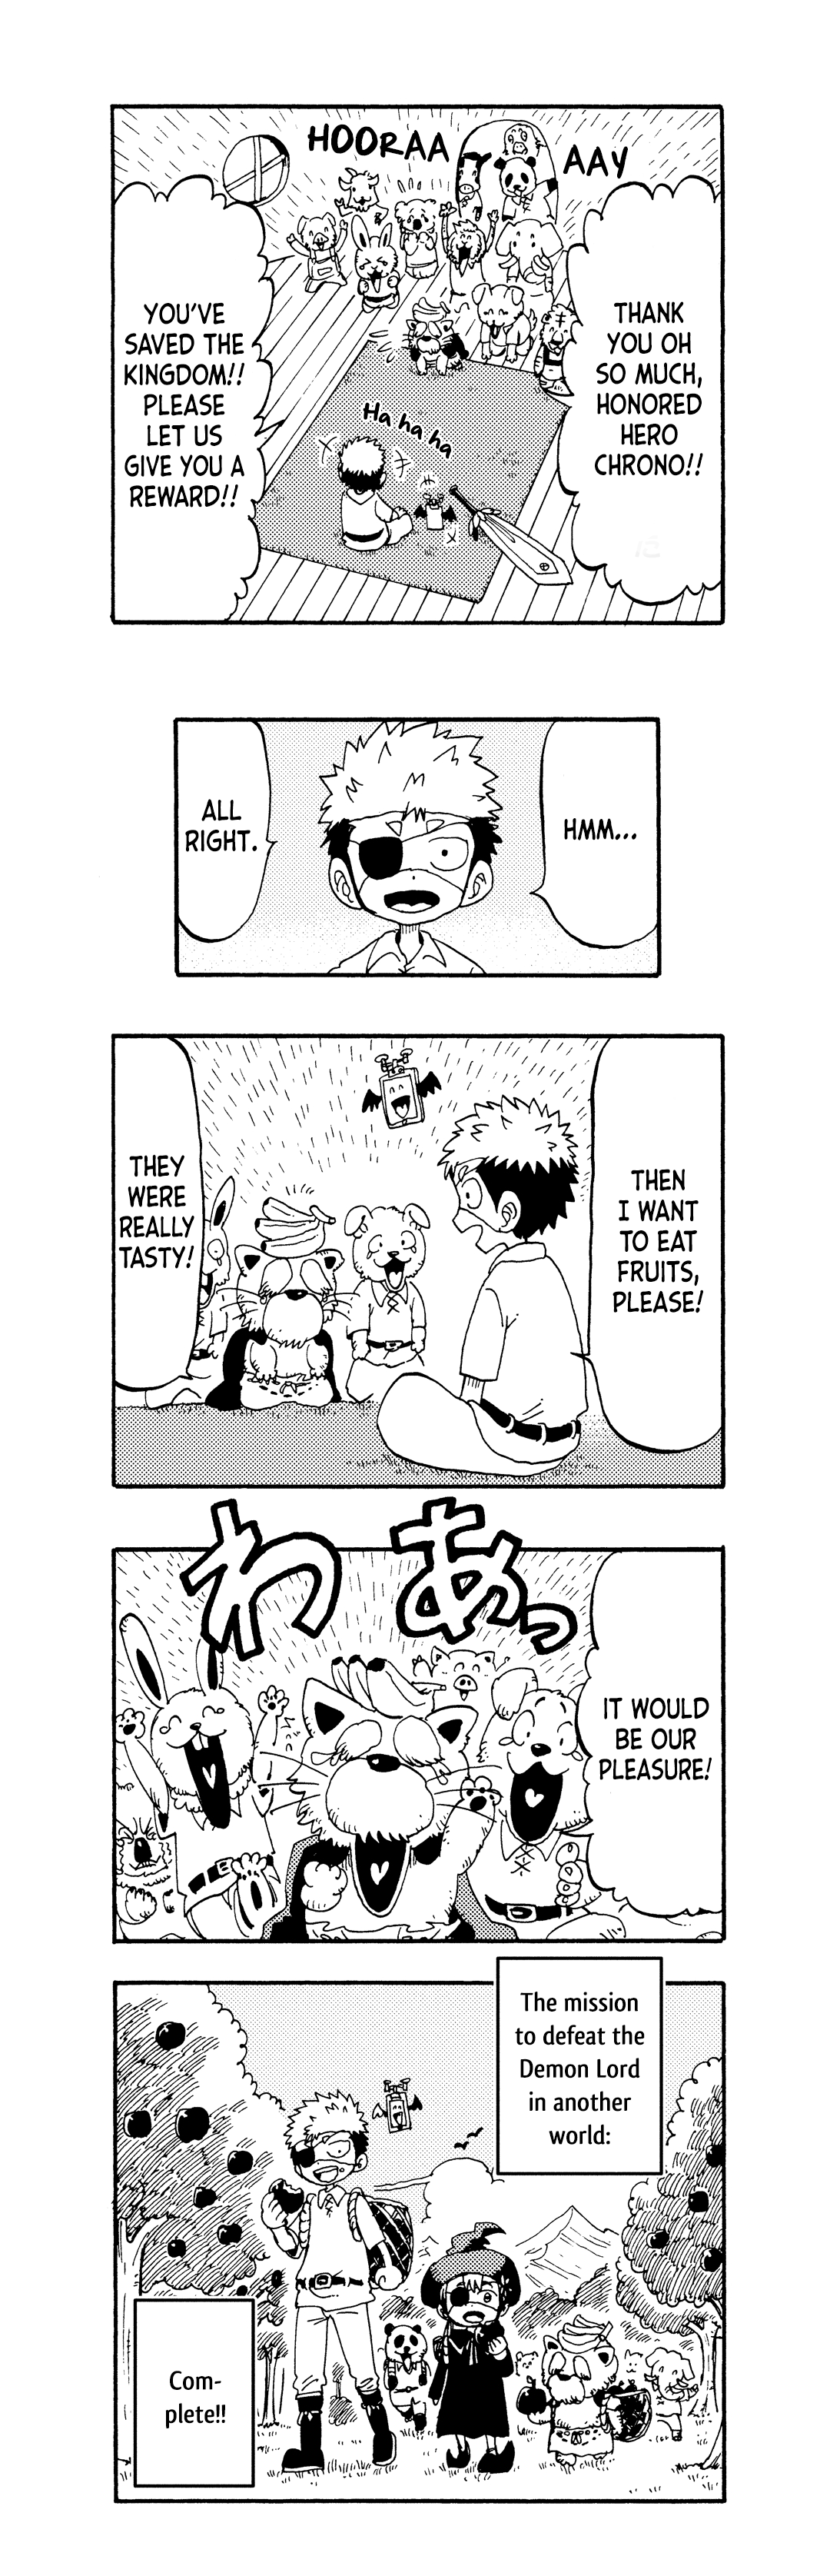 HOORAA
AAY
THANK
YOU OH
SO MUCH,
HONORED
HERO
CHRONO!!
YOU'VE
SAVED THE
KINGDOM!!
PLEASE
LET US
GIVE YOU A
REWARD!!
Ha ha ha
HMM...
ALL
RIGHT.
THEN
I WANT
TO EAT
FRUITS,
PLEASE!
THEY
WERE
REALLY
TASTY!
わあっ
IT WOULD
BE OUR
PLEASURE!
The mission
to defeat the
Demon Lord
in another
world:
Com-
plete!!